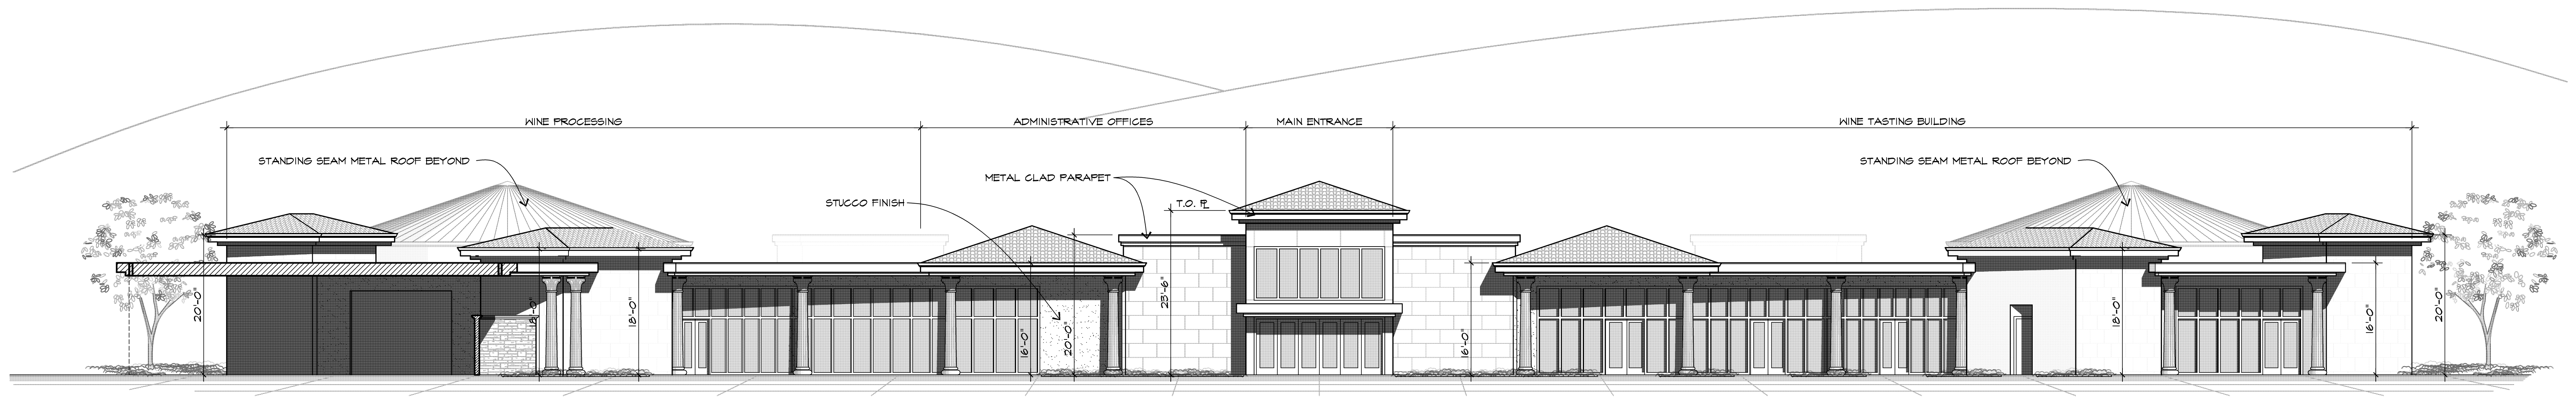 WINE PROCESSING
ADMINISTRATIVE OFFICES
MAIN ENTRANCE
WINE TASTING BUILDING
STANDING SEAM METAL ROOF BEYOND
STANDING SEAM METAL ROOF BEYOND
METAL CLAD PARAPET
STUCCO FINISH
T.O. PL
20'-0"
18'-0"
16'-0"
20'-0"
23'-6"
16'-0"
18'-0"
16'-0"
20'-0"